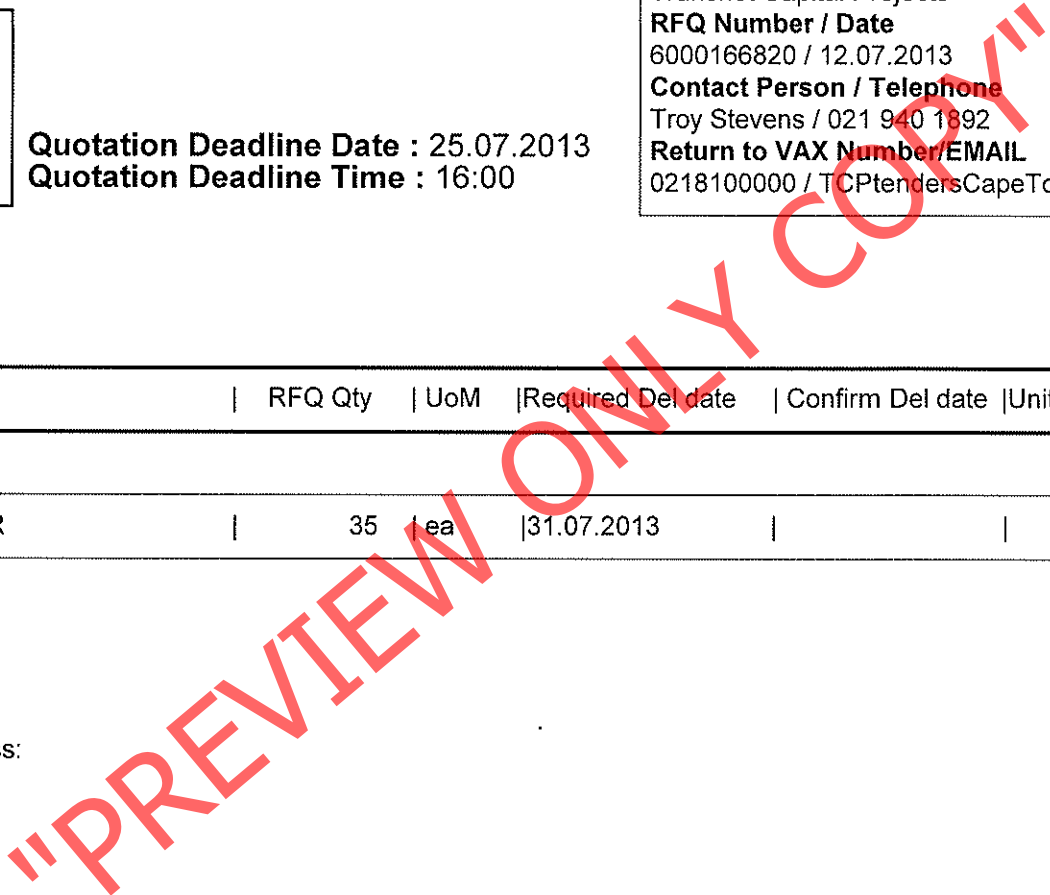 RFQ Number / Date
6000166820 / 12.07.2013
Contact Person / Telephone
Troy Stevens / 021 940 1892
Return to VAX Number/EMAIL
0218100000 / TCPtendersCapeTo
Quotation Deadline Date : 25.07.2013
Quotation Deadline Time : 16:00
| RFQ Qty | UoM |Required Del date | Confirm Del date |Unit
R | 35 | ea |31.07.2013 | |
s:
"PREVIEW ONLY COPY"